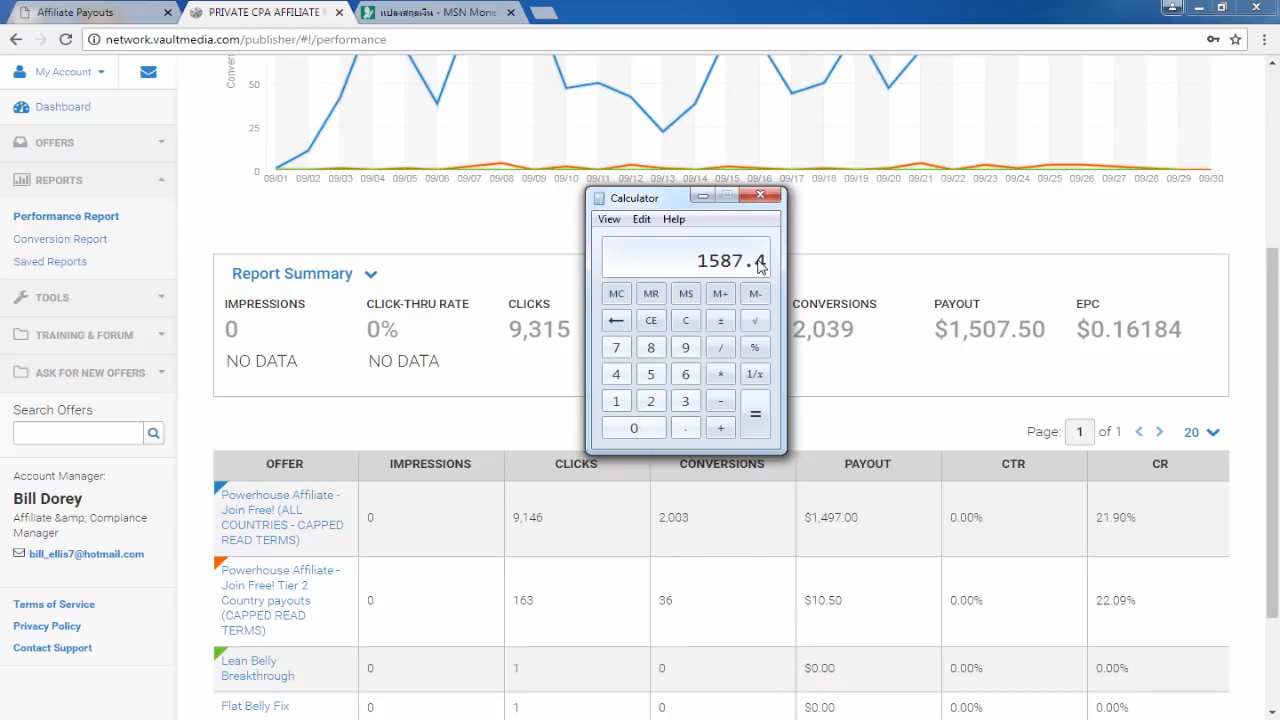 Affiliate Payouts
PRIVATE CPA AFFILIATE
แปลงสกุลเงิน - MSN Mone
network.vaultmedia.com/publisher/#!/performance
My Account
Dashboard
OFFERS
REPORTS
Performance Report
Conversion Report
Saved Reports
TOOLS
TRAINING & FORUM
ASK FOR NEW OFFERS
Search Offers
Account Manager:
Bill Dorey
Affiliate &amp; Compiance
Manager
bill_ellis7@hotmail.com
Terms of Service
Privacy Policy
Contact Support
Conver
50
25
0
09/01 09/02 09/03 09/04 09/05 09/06 09/07 09/08 09/09 09/10 09/11 09/12 09/13 09/14 09/15 09/16 09/17 09/18 09/19 09/20 09/21 09/22 09/23 09/24 09/25 09/26 09/27 09/28 09/29 09/30
Calculator
View Edit Help
1587.4
MC MR MS M+ M-
← CE C ± √
7 8 9 / %
4 5 6 * 1/x
1 2 3 - =
0 . +
Report Summary
IMPRESSIONS CLICK-THRU RATE CLICKS CONVERSIONS PAYOUT EPC
0 0% 9,315 2,039 $1,507.50 $0.16184
NO DATA NO DATA
Page: 1 of 1 20
OFFER IMPRESSIONS CLICKS CONVERSIONS PAYOUT CTR CR
Powerhouse Affiliate -
Join Free! (ALL
COUNTRIES - CAPPED
READ TERMS)
0 9,146 2,003 $1,497.00 0.00% 21.90%
Powerhouse Affiliate -
Join Free! Tier 2
Country payouts
(CAPPED READ
TERMS)
0 163 36 $10.50 0.00% 22.09%
Lean Belly
Breakthrough
0 1 0 $0.00 0.00% 0.00%
Flat Belly Fix 0 1 0 $0.00 0.00% 0.00%